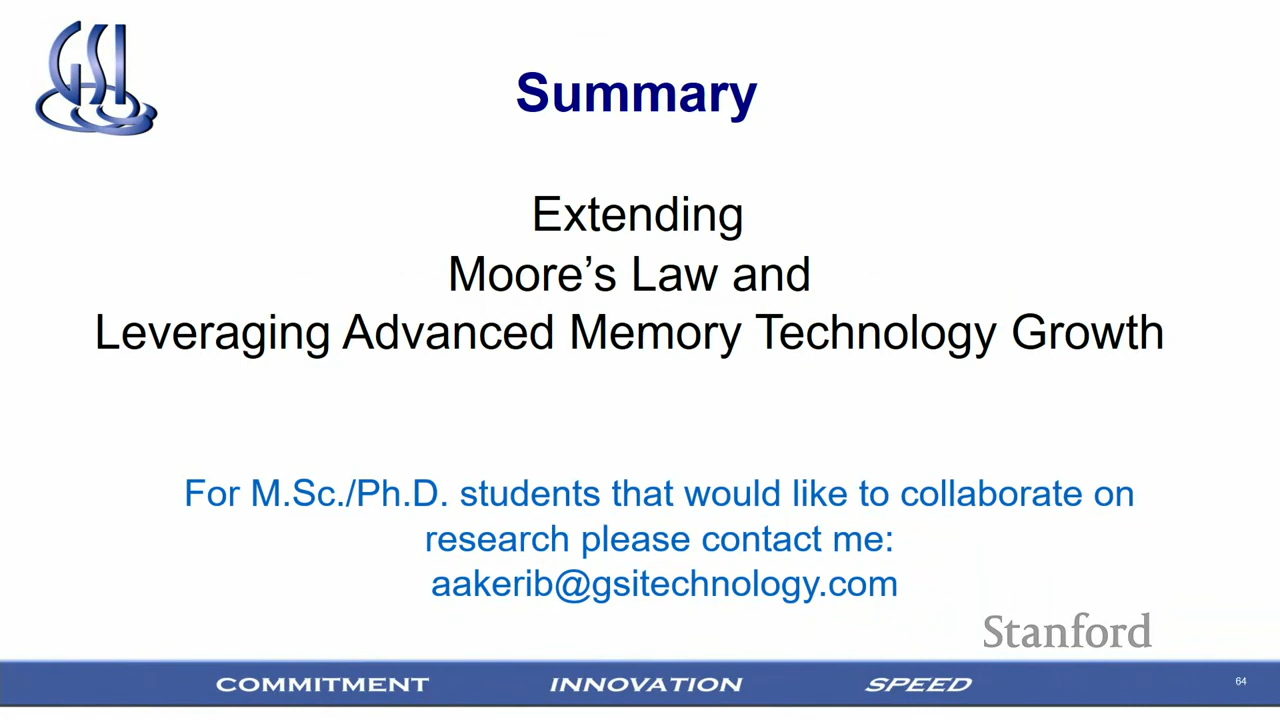 GSI
Summary
Extending
Moore’s Law and
Leveraging Advanced Memory Technology Growth
For M.Sc./Ph.D. students that would like to collaborate on
research please contact me:
aakerib@gsitechnology.com
Stanford
COMMITMENT INNOVATION SPEED 64